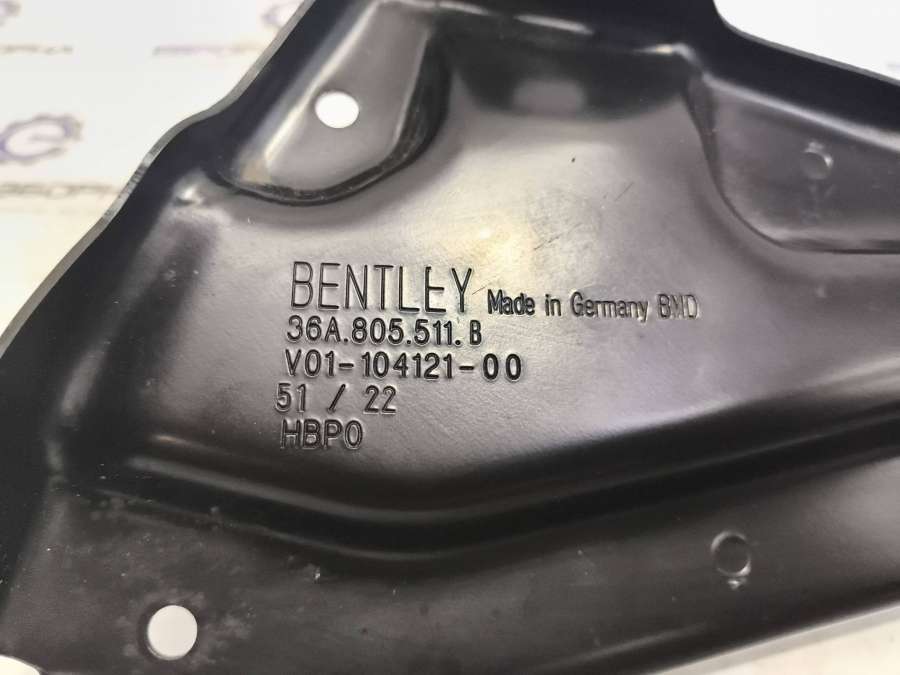 BENTLEY Made in Germany BMD
36A.805.511.B
V01-104121-00
51 / 22
HBPO